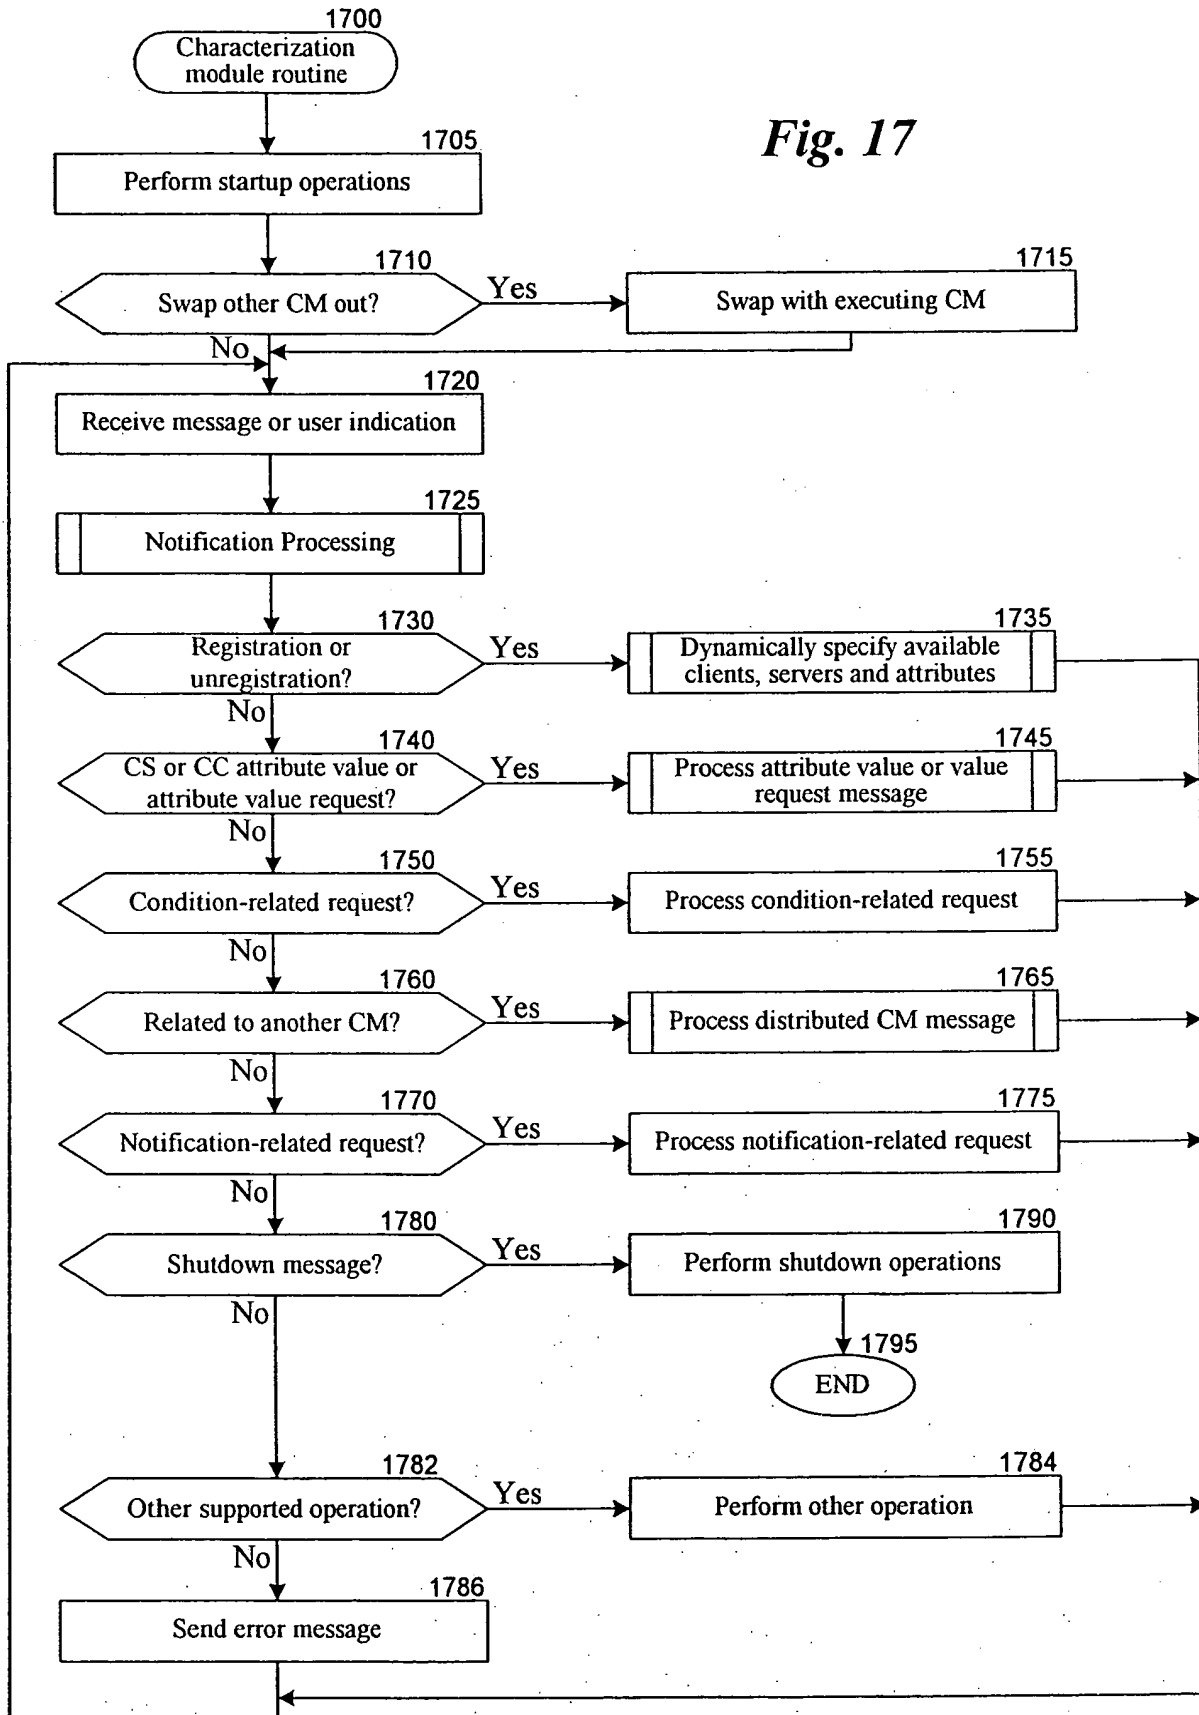 1700
Characterization
module routine
Fig. 17
1705
Perform startup operations
1710
Swap other CM out?
Yes
1715
Swap with executing CM
No
1720
Receive message or user indication
1725
Notification Processing
1730
Registration or
unregistration?
Yes
1735
Dynamically specify available
clients, servers and attributes
No
1740
CS or CC attribute value or
attribute value request?
Yes
1745
Process attribute value or value
request message
No
1750
Condition-related request?
Yes
1755
Process condition-related request
No
1760
Related to another CM?
Yes
1765
Process distributed CM message
No
1770
Notification-related request?
Yes
1775
Process notification-related request
No
1780
Shutdown message?
Yes
1790
Perform shutdown operations
No
1795
END
1782
Other supported operation?
Yes
1784
Perform other operation
No
1786
Send error message